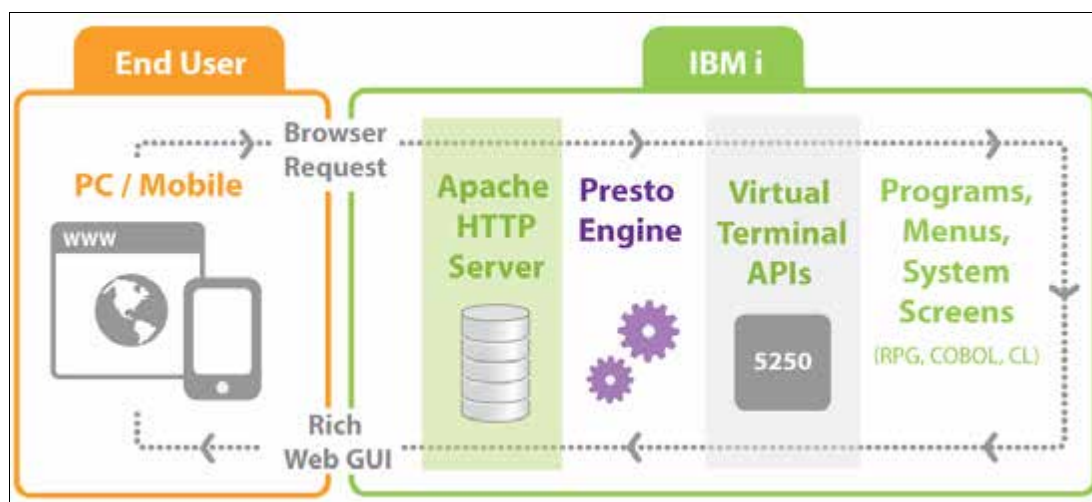 End User
IBM i
Browser
Request
PC / Mobile
www
Apache
HTTP
Server
Presto
Engine
Virtual
Terminal
APIs
5250
Programs,
Menus,
System
Screens
(RPG, COBOL, CL)
Rich
Web GUI